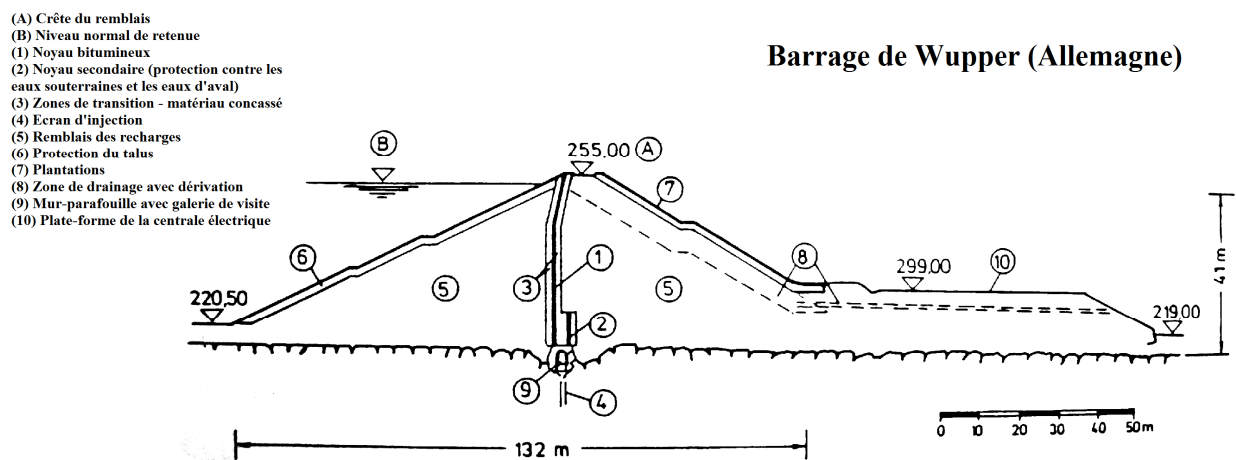 (A) Crête du remblais
(B) Niveau normal de retenue
(1) Noyau bitumineux
(2) Noyau secondaire (protection contre les
eaux souterraines et les eaux d'aval)
(3) Zones de transition - matériau concassé
(4) Ecran d'injection
(5) Remblais des recharges
(6) Protection du talus
(7) Plantations
(8) Zone de drainage avec dérivation
(9) Mur-parafouille avec galerie de visite
(10) Plate-forme de la centrale électrique
Barrage de Wupper (Allemagne)
B
255,00 A
7
6
3
1
5
5
8
299,00
10
41 m
220,50
219,00
2
9
4
132 m
0 10 20 30 40 50m